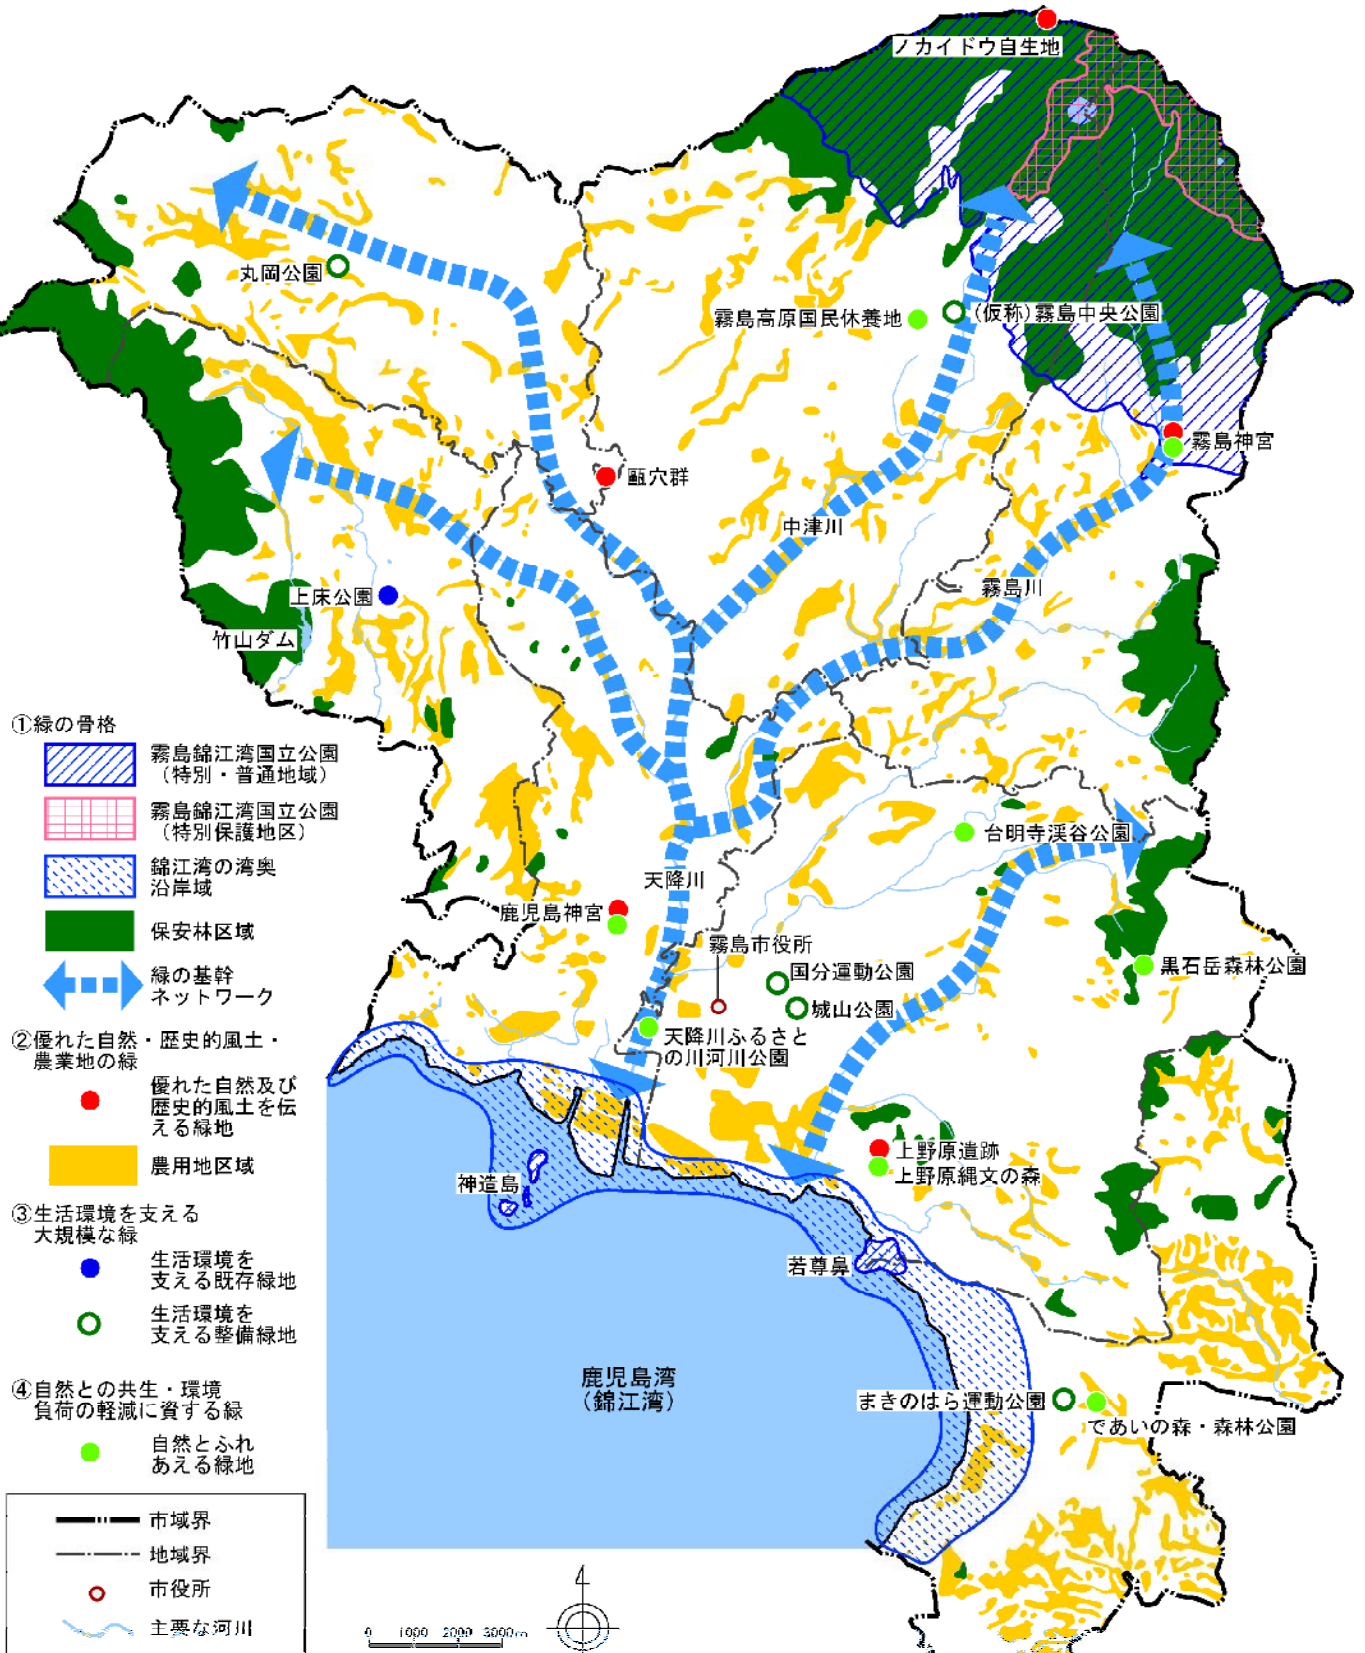 ノカイドウ自生地
丸岡公園
霧島高原国民休養地
(仮称)霧島中央公園
霧島神宮
甌穴群
中津川
霧島川
上床公園
竹山ダム
台明寺渓谷公園
天降川
鹿児島神宮
霧島市役所
国分運動公園
城山公園
黒石岳森林公園
天降川ふるさと
の川河川公園
上野原遺跡
上野原縄文の森
神造島
若尊鼻
鹿児島湾
(錦江湾)
まきのはら運動公園
であいの森・森林公園
①緑の骨格
霧島錦江湾国立公園
(特別・普通地域)
霧島錦江湾国立公園
(特別保護地区)
錦江湾の湾奥
沿岸域
保安林区域
緑の基幹
ネットワーク
②優れた自然・歴史的風土・
農業地の緑
優れた自然及び
歴史的風土を伝
える緑地
農用地区域
③生活環境を支える
大規模な緑
生活環境を
支える既存緑地
生活環境を
支える整備緑地
④自然との共生・環境
負荷の軽減に資する緑
自然とふれ
あえる緑地
市域界
地域界
市役所
主要な河川
0 1000 2000 3000m
4